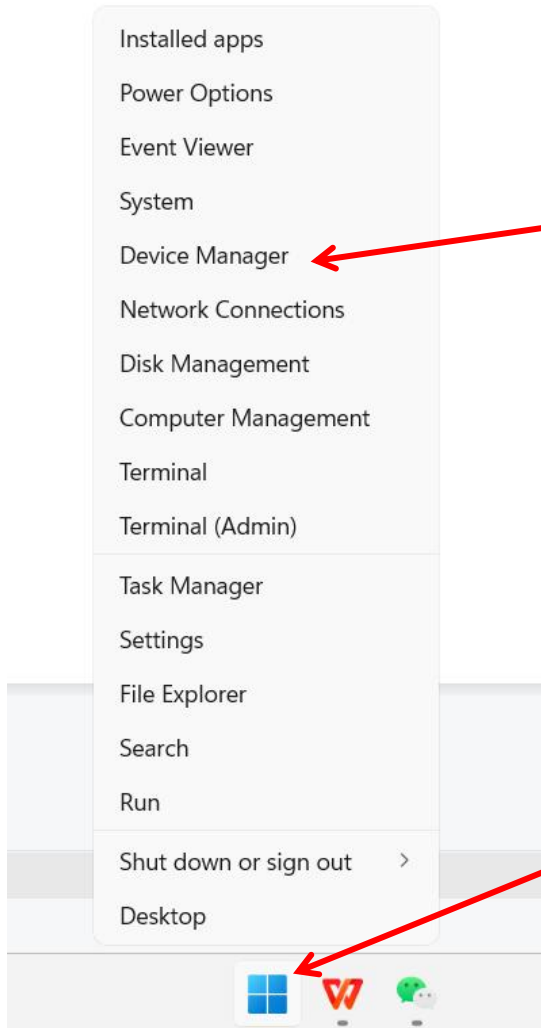 Installed apps
Power Options
Event Viewer
System
Device Manager
Network Connections
Disk Management
Computer Management
Terminal
Terminal (Admin)
Task Manager
Settings
File Explorer
Search
Run
Shut down or sign out
Desktop